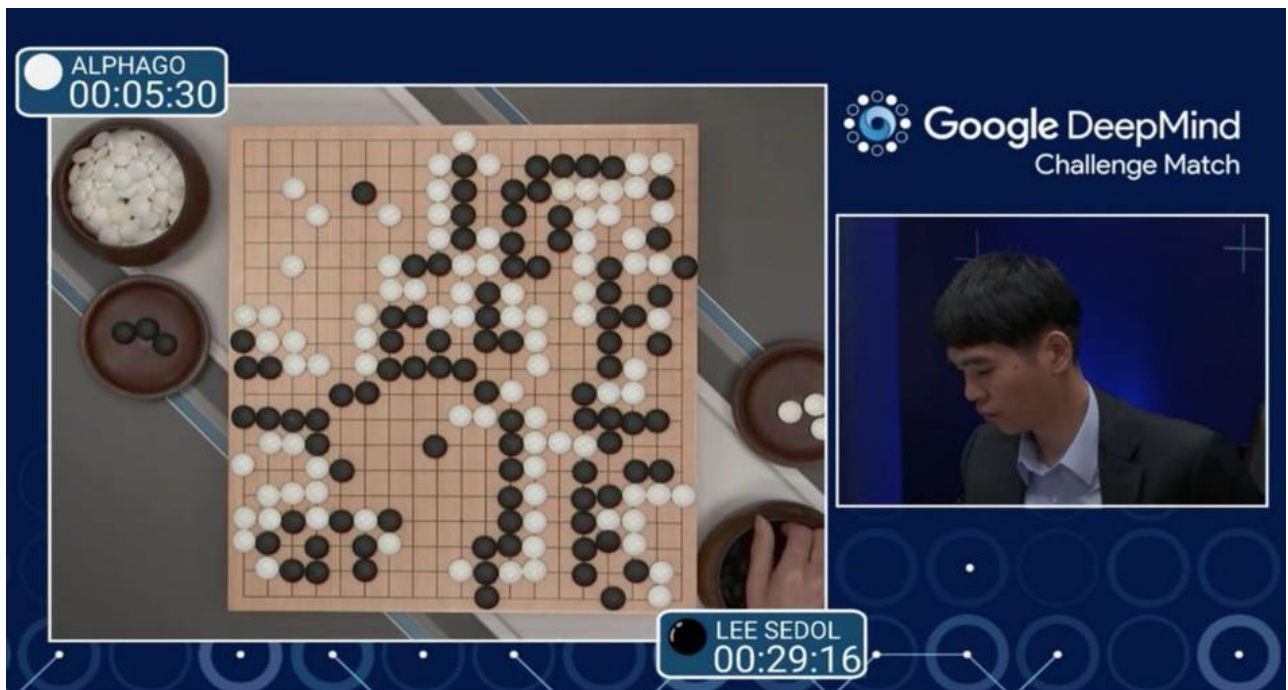 ALPHAGO
00:05:30
Google DeepMind
Challenge Match
LEE SEDOL
00:29:16